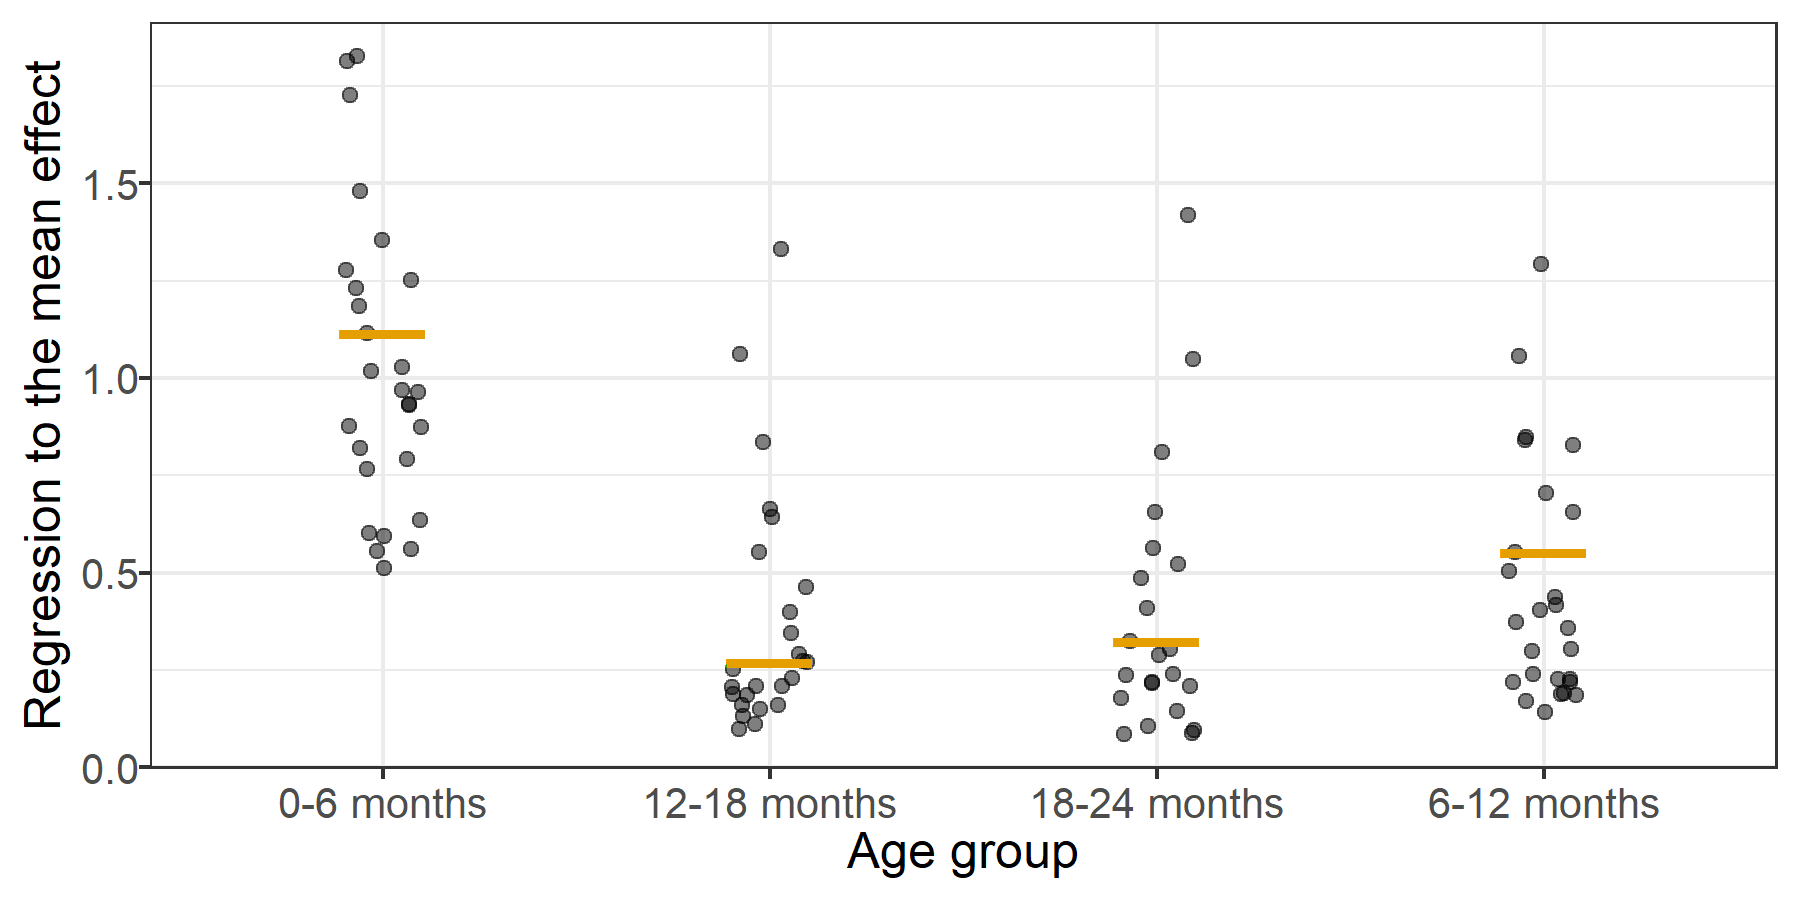 Regression to the mean effect
1.5
1.0
0.5
0.0
0-6 months
12-18 months
18-24 months
6-12 months
Age group